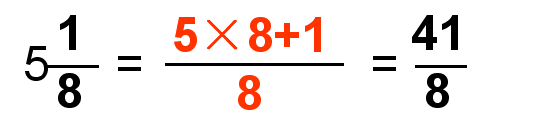 5 1/8 = (5×8+1)/8 = 41/8